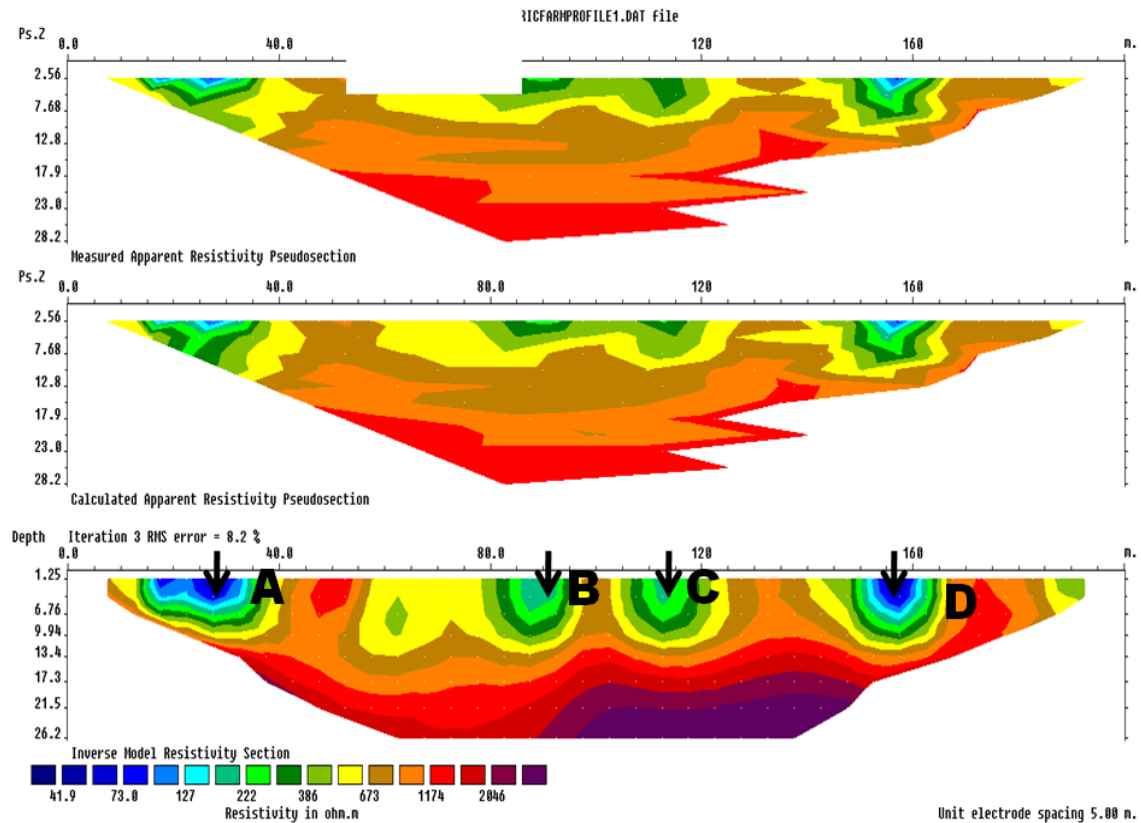 RICFARMPROFILE1.DAT file
Ps.Z 0.0 40.0 120 160 m.
2.56
7.68
12.8
17.9
23.0
28.2
Measured Apparent Resistivity Pseudosection
Ps.Z 0.0 40.0 80.0 120 160 m.
2.56
7.68
12.8
17.9
23.0
28.2
Calculated Apparent Resistivity Pseudosection
Depth Iteration 3 RMS error = 8.2 %
0.0 40.0 80.0 120 160 m.
1.25
A B C D
6.76
9.94
13.4
17.3
21.5
26.2
Inverse Model Resistivity Section
41.9 73.0 127 222 386 673 1174 2046
Resistivity in ohm.m
Unit electrode spacing 5.00 m.